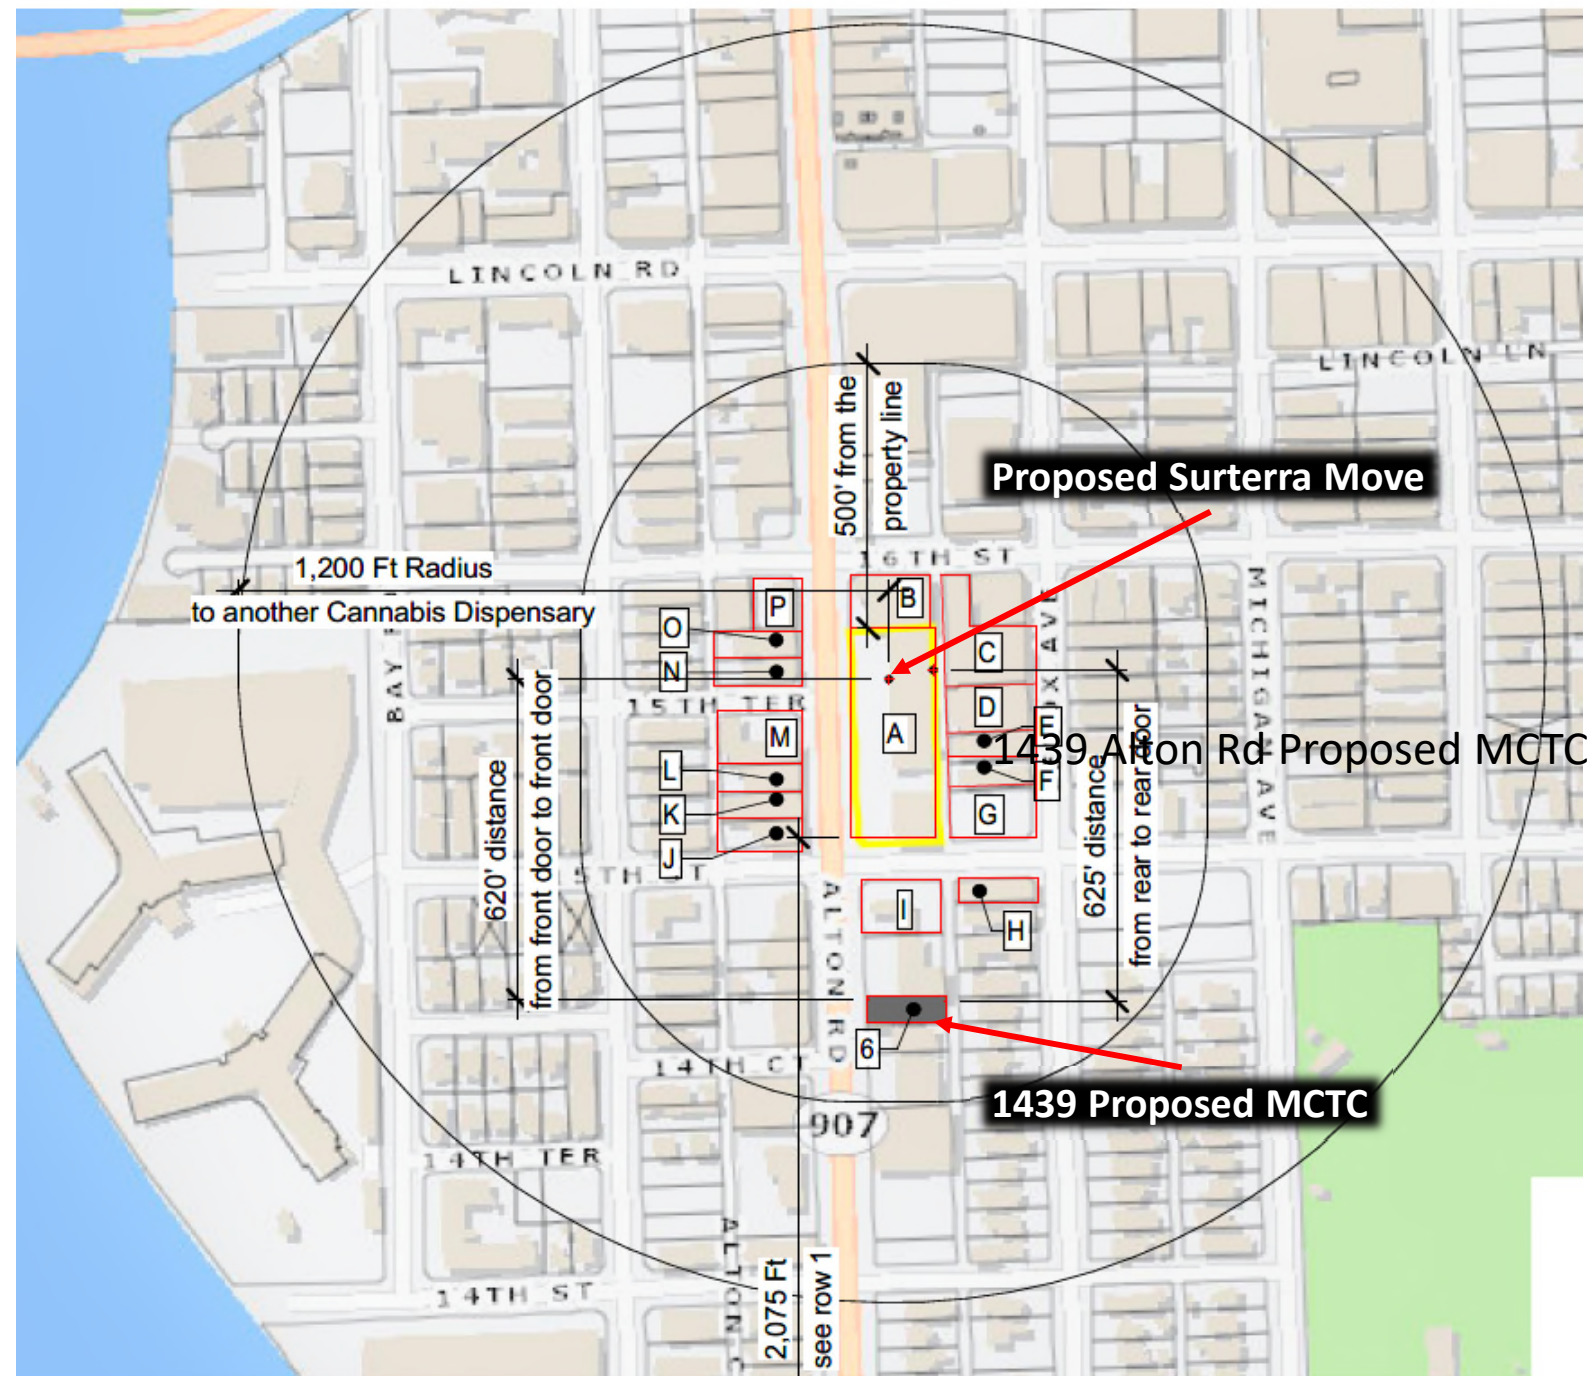 LINCOLN RD
LINCOLN LN
500' from the
property line
Proposed Surterra Move
16TH ST
1,200 Ft Radius
to another Cannabis Dispensary
P
B
O
N
C
15TH TER
M
A
D
E
1439 Alton Rd Proposed MCTC
L
F
K
G
J
15TH ST
620' distance
from front door to front door
625' distance
from rear to rear door
MICHIGAN AVE
I
H
ALTON RD
6
14TH CT
1439 Proposed MCTC
907
14TH TER
14TH ST
ALTON C
2,075 Ft
see row 1